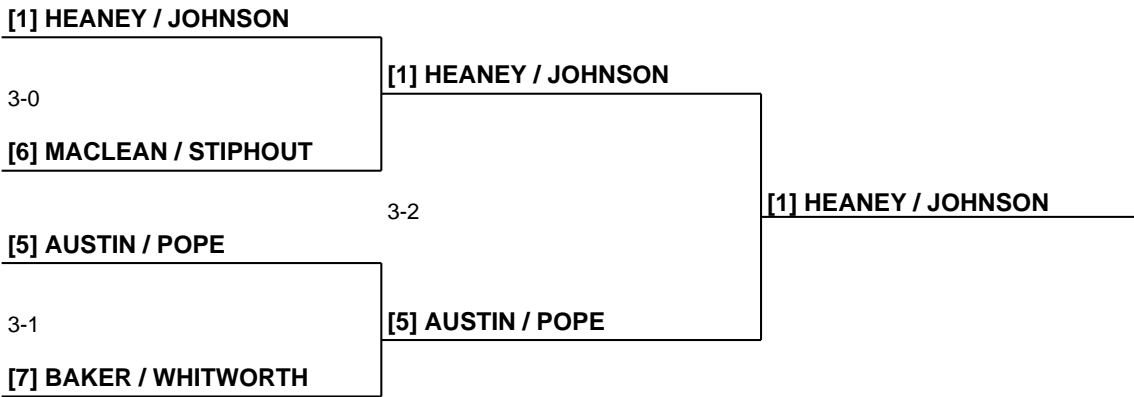 [1] HEANEY / JOHNSON
3-0
[6] MACLEAN / STIPHOUT
[5] AUSTIN / POPE
3-1
[7] BAKER / WHITWORTH
[1] HEANEY / JOHNSON
3-2
[5] AUSTIN / POPE
[1] HEANEY / JOHNSON